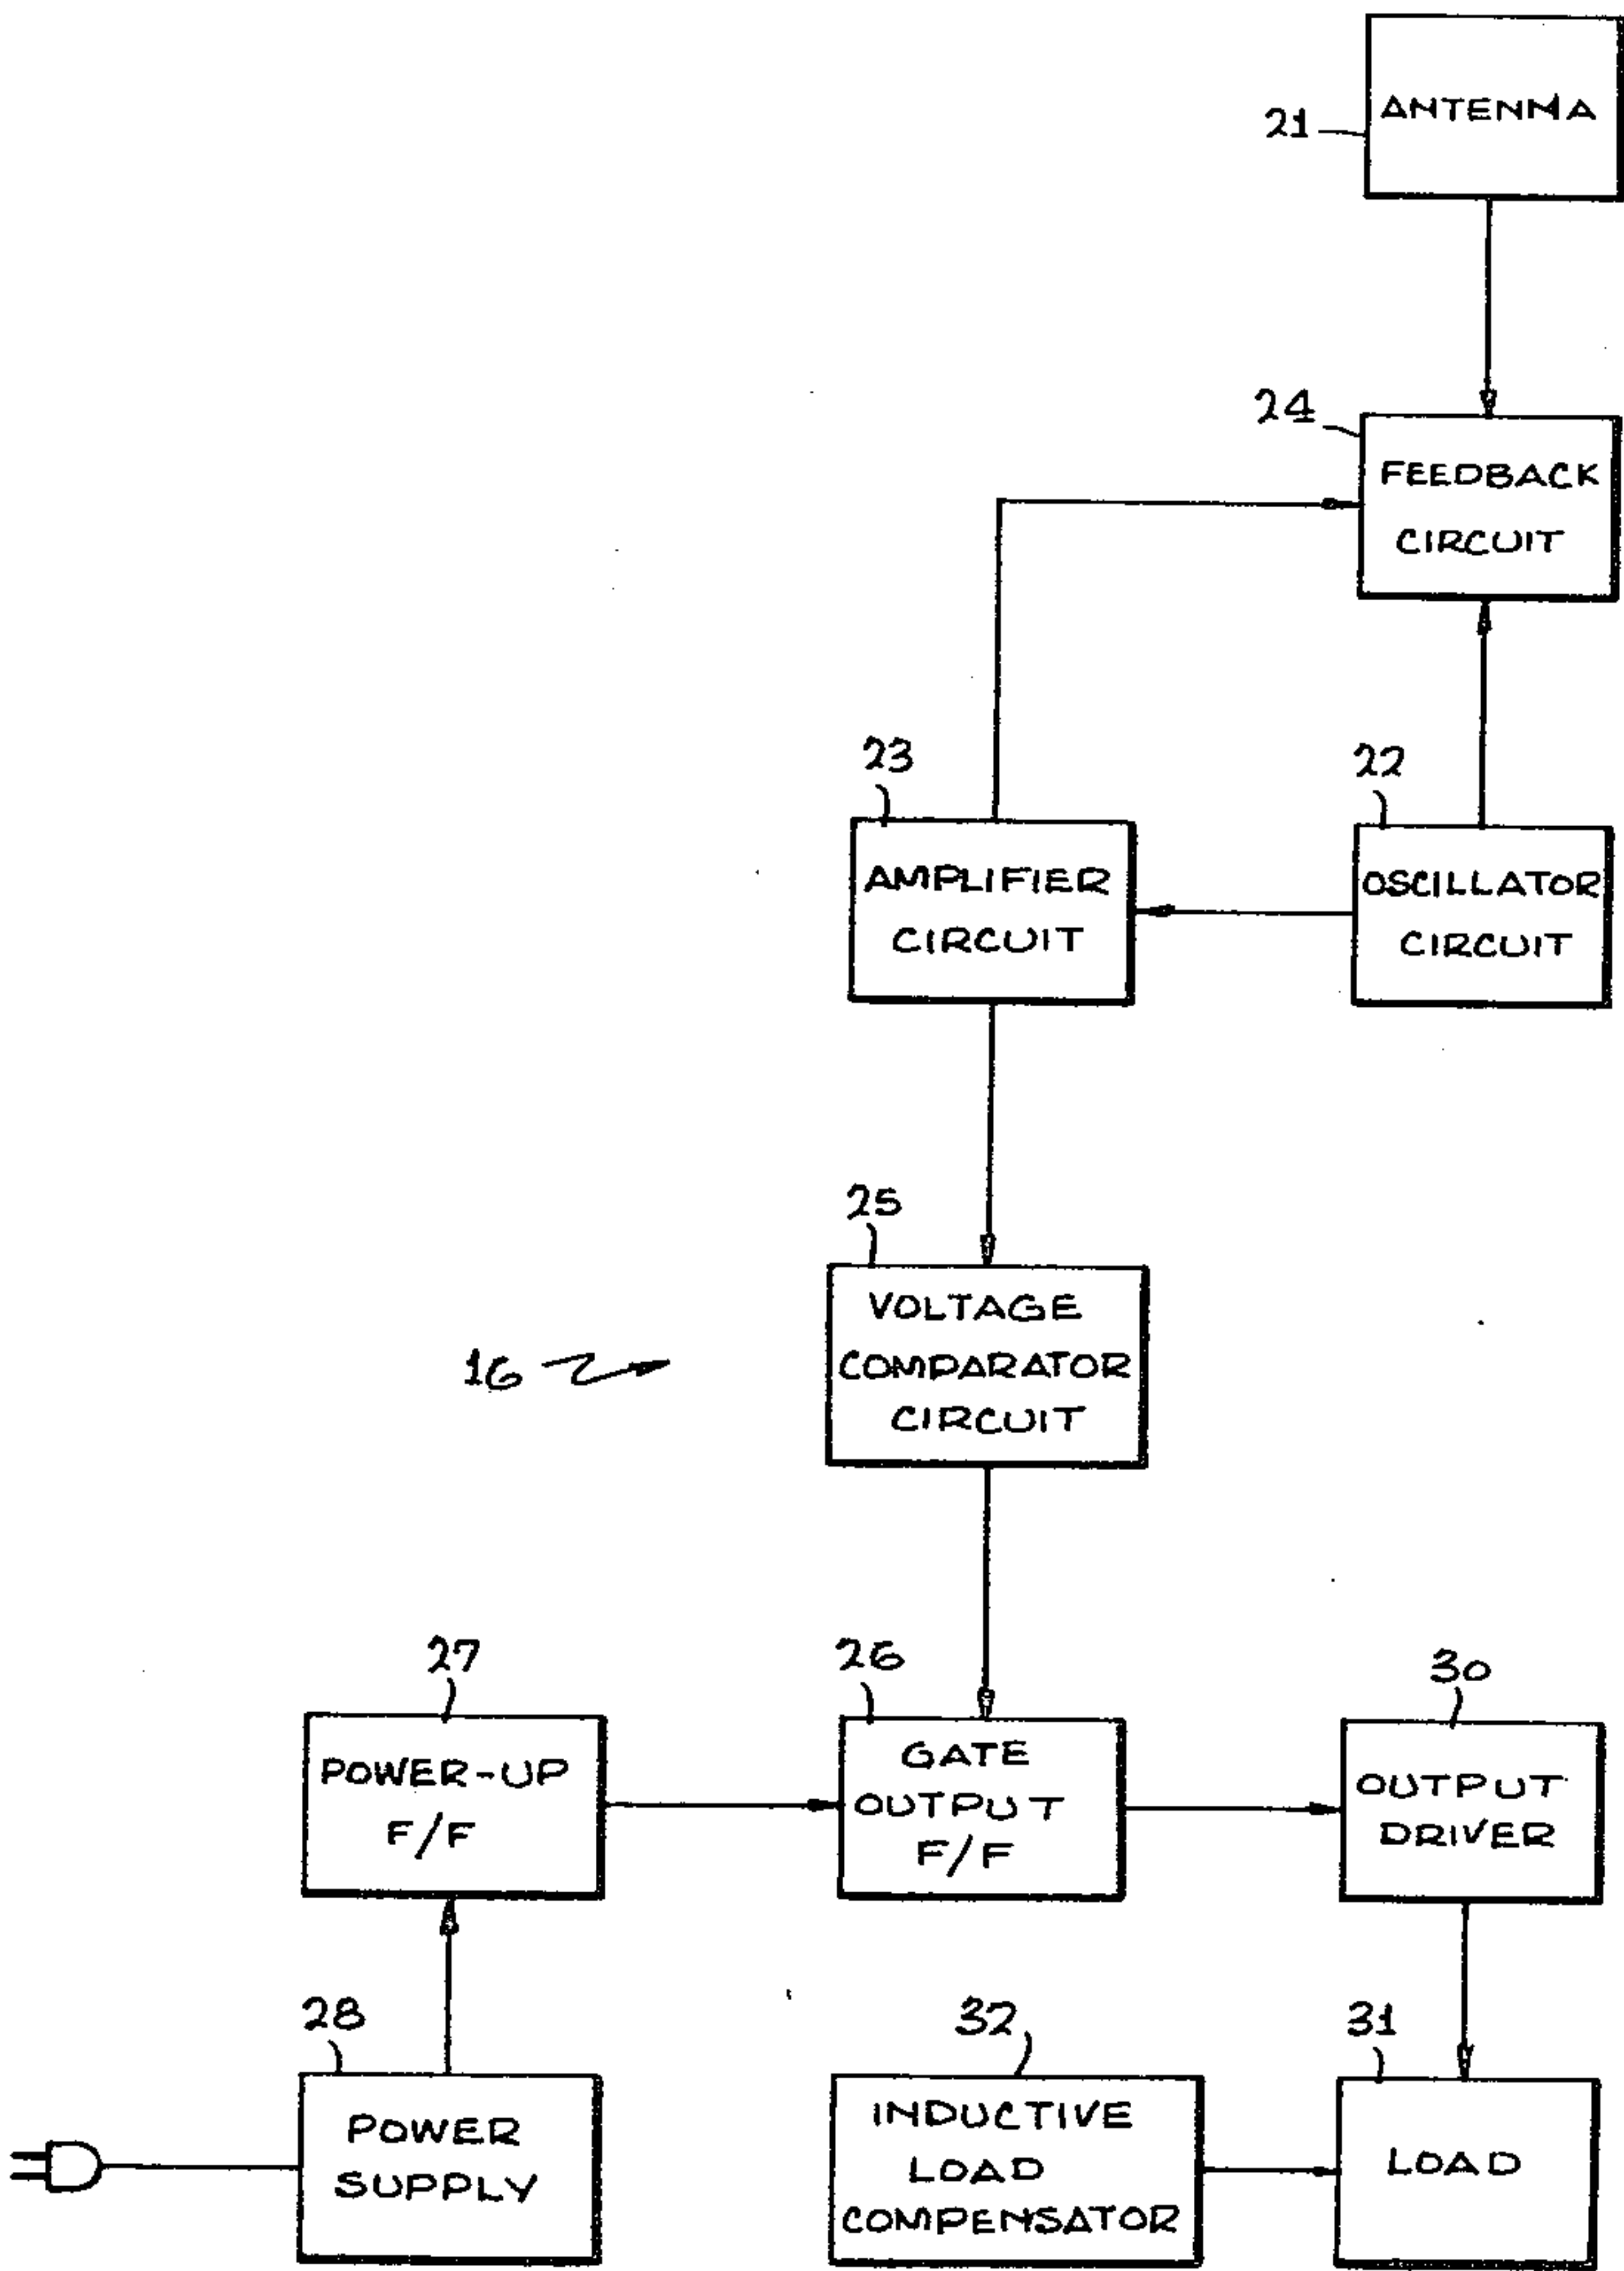 ANTENNA
21
24
FEEDBACK
CIRCUIT
23
22
AMPLIFIER
CIRCUIT
OSCILLATOR
CIRCUIT
25
VOLTAGE
COMPARATOR
CIRCUIT
16
27
26
30
POWER-UP
F/F
GATE
OUTPUT
F/F
OUTPUT
DRIVER
28
32
31
POWER
SUPPLY
INDUCTIVE
LOAD
COMPENSATOR
LOAD